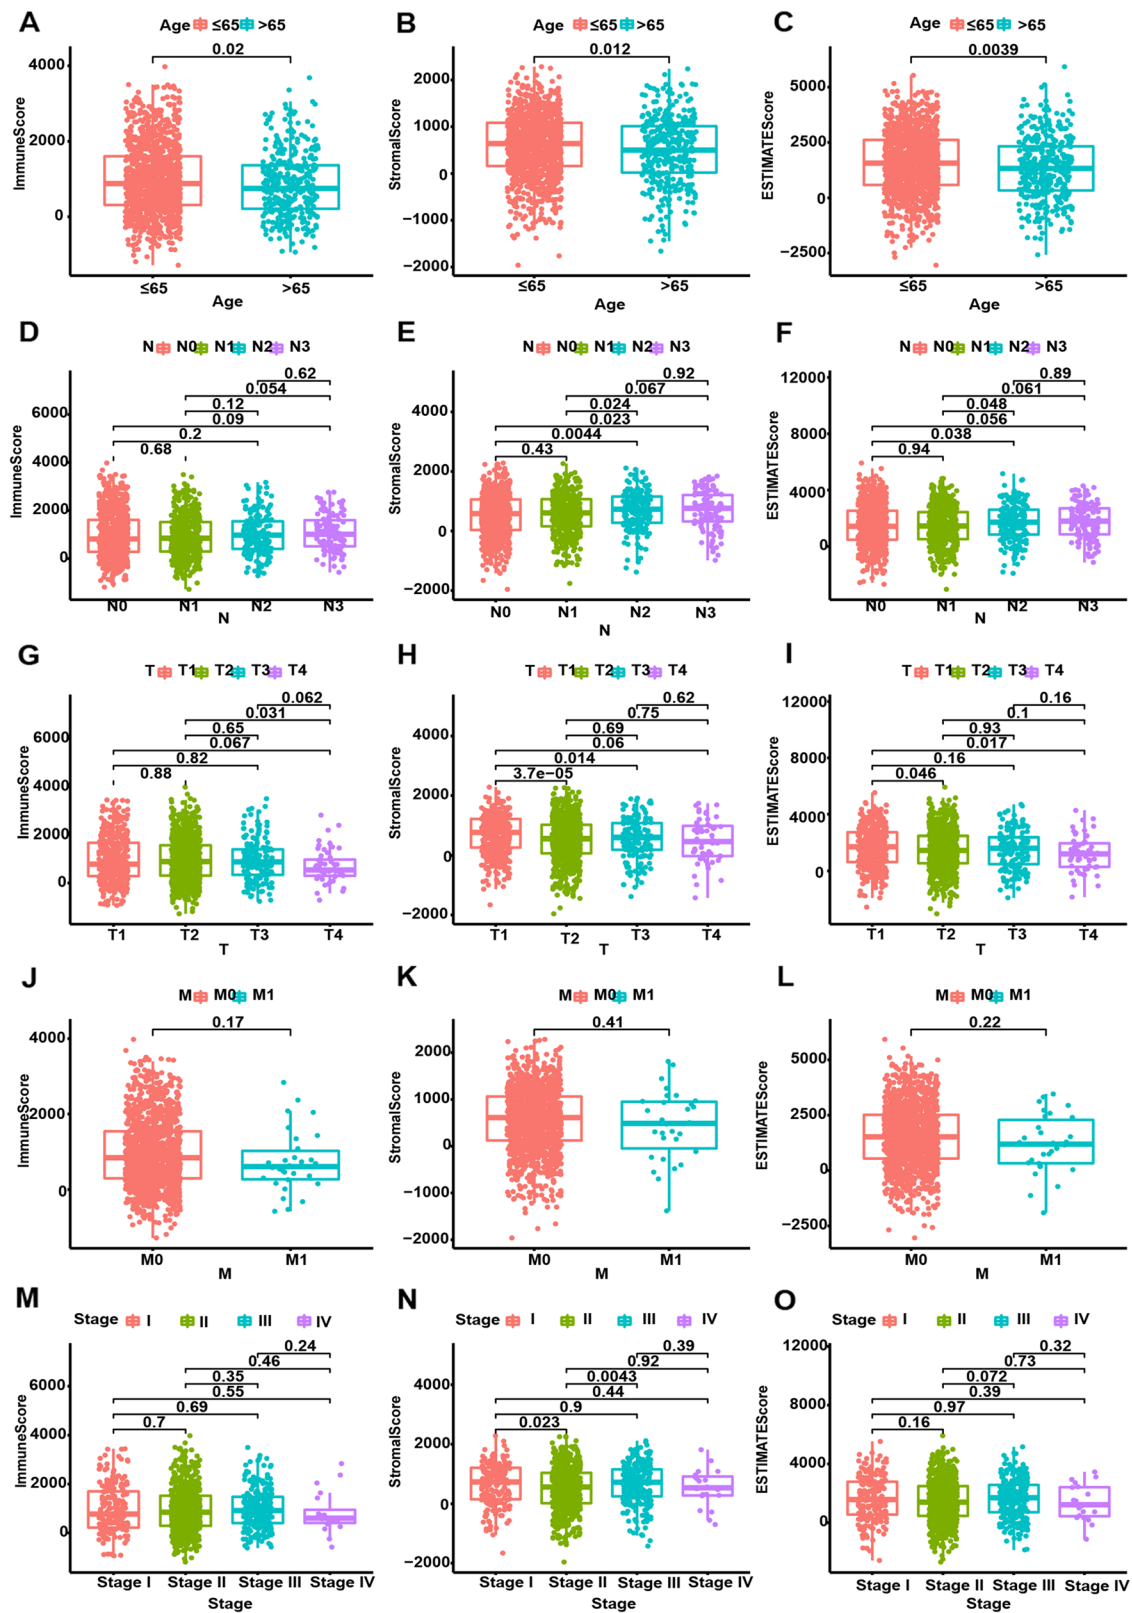 A
Age ≤65 >65
0.02
ImmuneScore
4000
2000
0
≤65 >65
Age
B
Age ≤65 >65
0.012
StromalScore
2000
1000
0
−1000
−2000
≤65 >65
Age
C
Age ≤65 >65
0.0039
ESTIMATEScore
5000
2500
0
−2500
≤65 >65
Age
D
N N0 N1 N2 N3
0.62
0.054
0.12
0.09
0.2
0.68
ImmuneScore
6000
4000
2000
0
N0 N1 N2 N3
N
E
N N0 N1 N2 N3
0.92
0.067
0.024
0.023
0.0044
0.43
StromalScore
4000
2000
0
−2000
N0 N1 N2 N3
N
F
N N0 N1 N2 N3
0.89
0.061
0.048
0.056
0.038
0.94
ESTIMATEScore
12000
8000
4000
0
N0 N1 N2 N3
N
G
T T1 T2 T3 T4
0.062
0.031
0.65
0.067
0.82
0.88
ImmuneScore
6000
4000
2000
0
T1 T2 T3 T4
T
H
T T1 T2 T3 T4
0.62
0.75
0.69
0.06
0.014
3.7e−05
StromalScore
4000
2000
0
−2000
T1 T2 T3 T4
T
I
T T1 T2 T3 T4
0.16
0.1
0.93
0.017
0.16
0.046
ESTIMATEScore
12000
8000
4000
0
T1 T2 T3 T4
T
J
M M0 M1
0.17
ImmuneScore
4000
2000
0
M0 M1
M
K
M M0 M1
0.41
StromalScore
2000
1000
0
−1000
−2000
M0 M1
M
L
M M0 M1
0.22
ESTIMATEScore
5000
2500
0
−2500
M0 M1
M
M
Stage I II III IV
0.24
0.46
0.35
0.55
0.69
0.7
ImmuneScore
6000
4000
2000
0
Stage I Stage II Stage III Stage IV
Stage
N
Stage I II III IV
0.39
0.92
0.0043
0.44
0.9
0.023
StromalScore
4000
2000
0
−2000
Stage I Stage II Stage III Stage IV
Stage
O
Stage I II III IV
0.32
0.73
0.072
0.39
0.97
0.16
ESTIMATEScore
12000
8000
4000
0
Stage I Stage II Stage III Stage IV
Stage